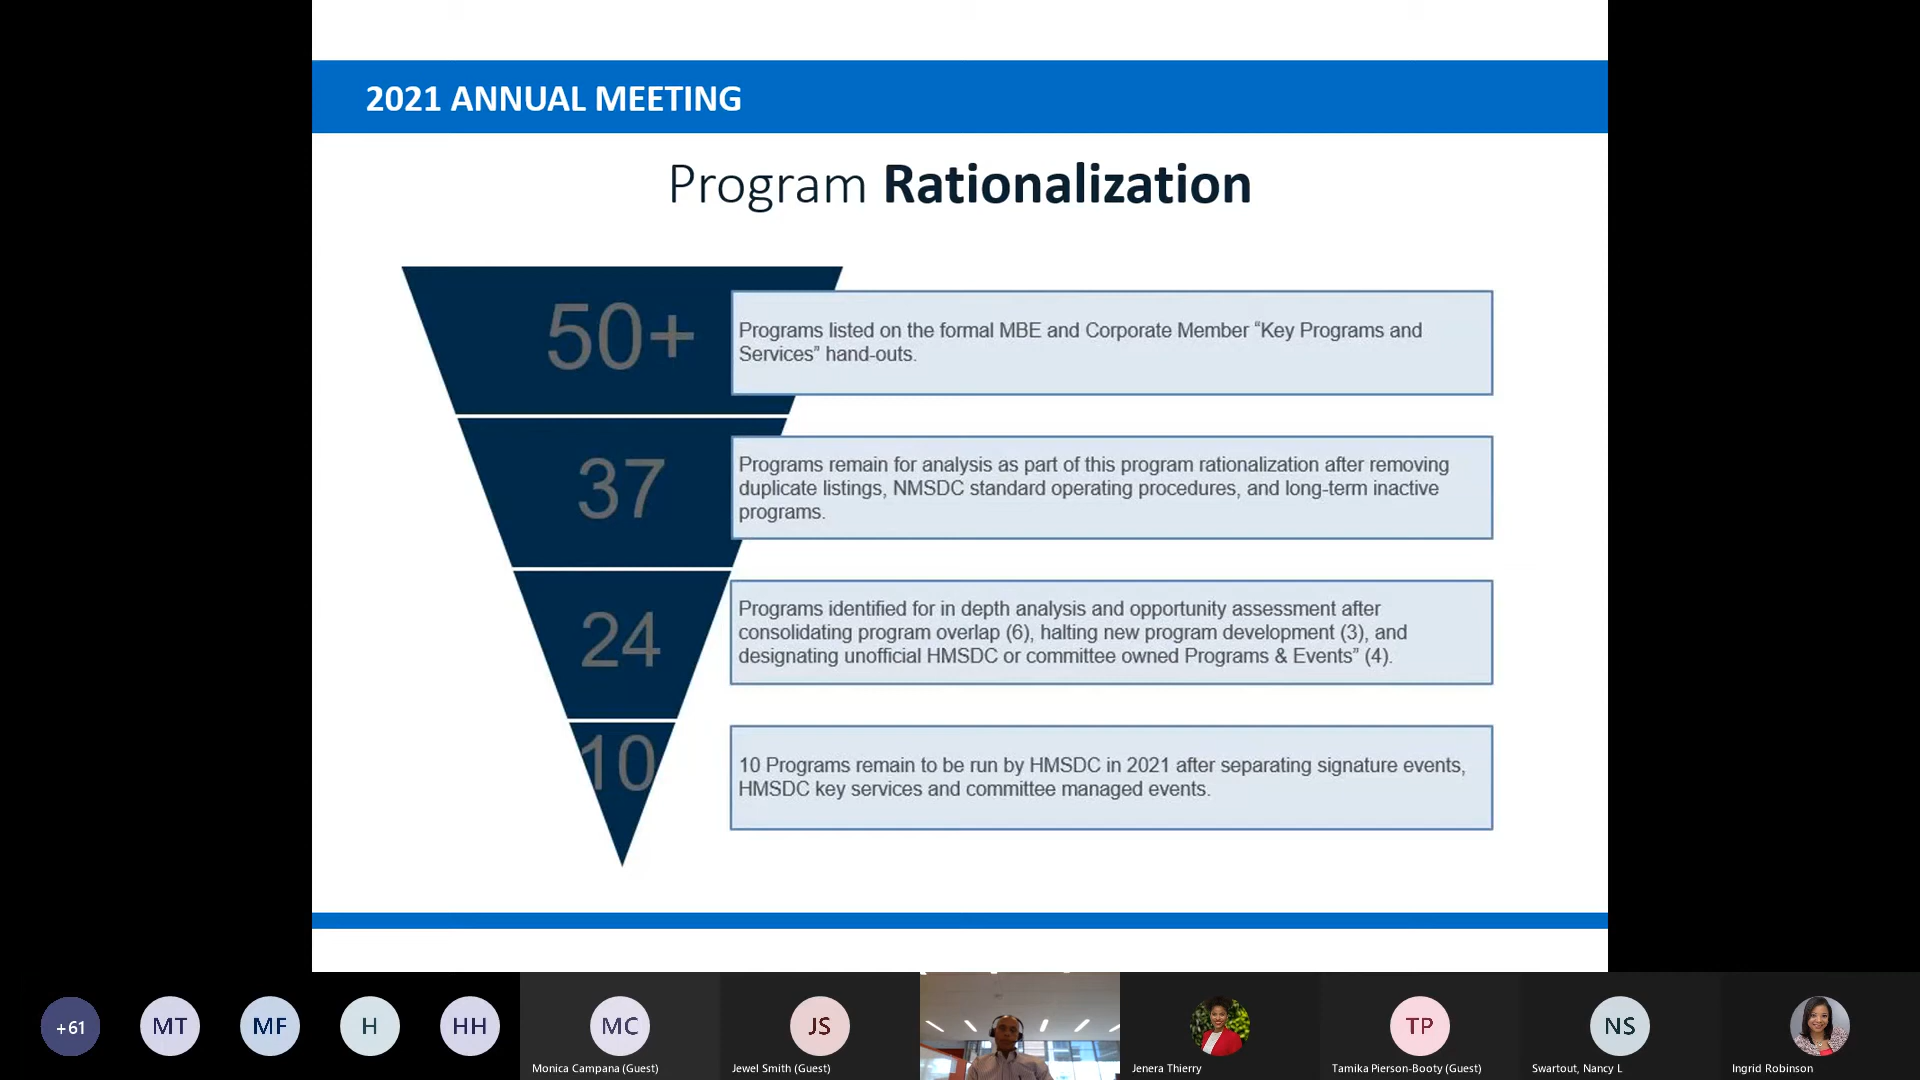 2021 ANNUAL MEETING
Program Rationalization
50+
Programs listed on the formal MBE and Corporate Member “Key Programs and
Services” hand-outs.
37
Programs remain for analysis as part of this program rationalization after removing
duplicate listings, NMSDC standard operating procedures, and long-term inactive
programs.
24
Programs identified for in depth analysis and opportunity assessment after
consolidating program overlap (6), halting new program development (3), and
designating unofficial HMSDC or committee owned Programs & Events” (4).
10
10 Programs remain to be run by HMSDC in 2021 after separating signature events,
HMSDC key services and committee managed events.
+61
MT
MF
H
HH
MC
JS
TP
NS
Monica Campana (Guest)
Jewel Smith (Guest)
Jenera Thierry
Tamika Pierson-Booty (Guest)
Swartout, Nancy L
Ingrid Robinson